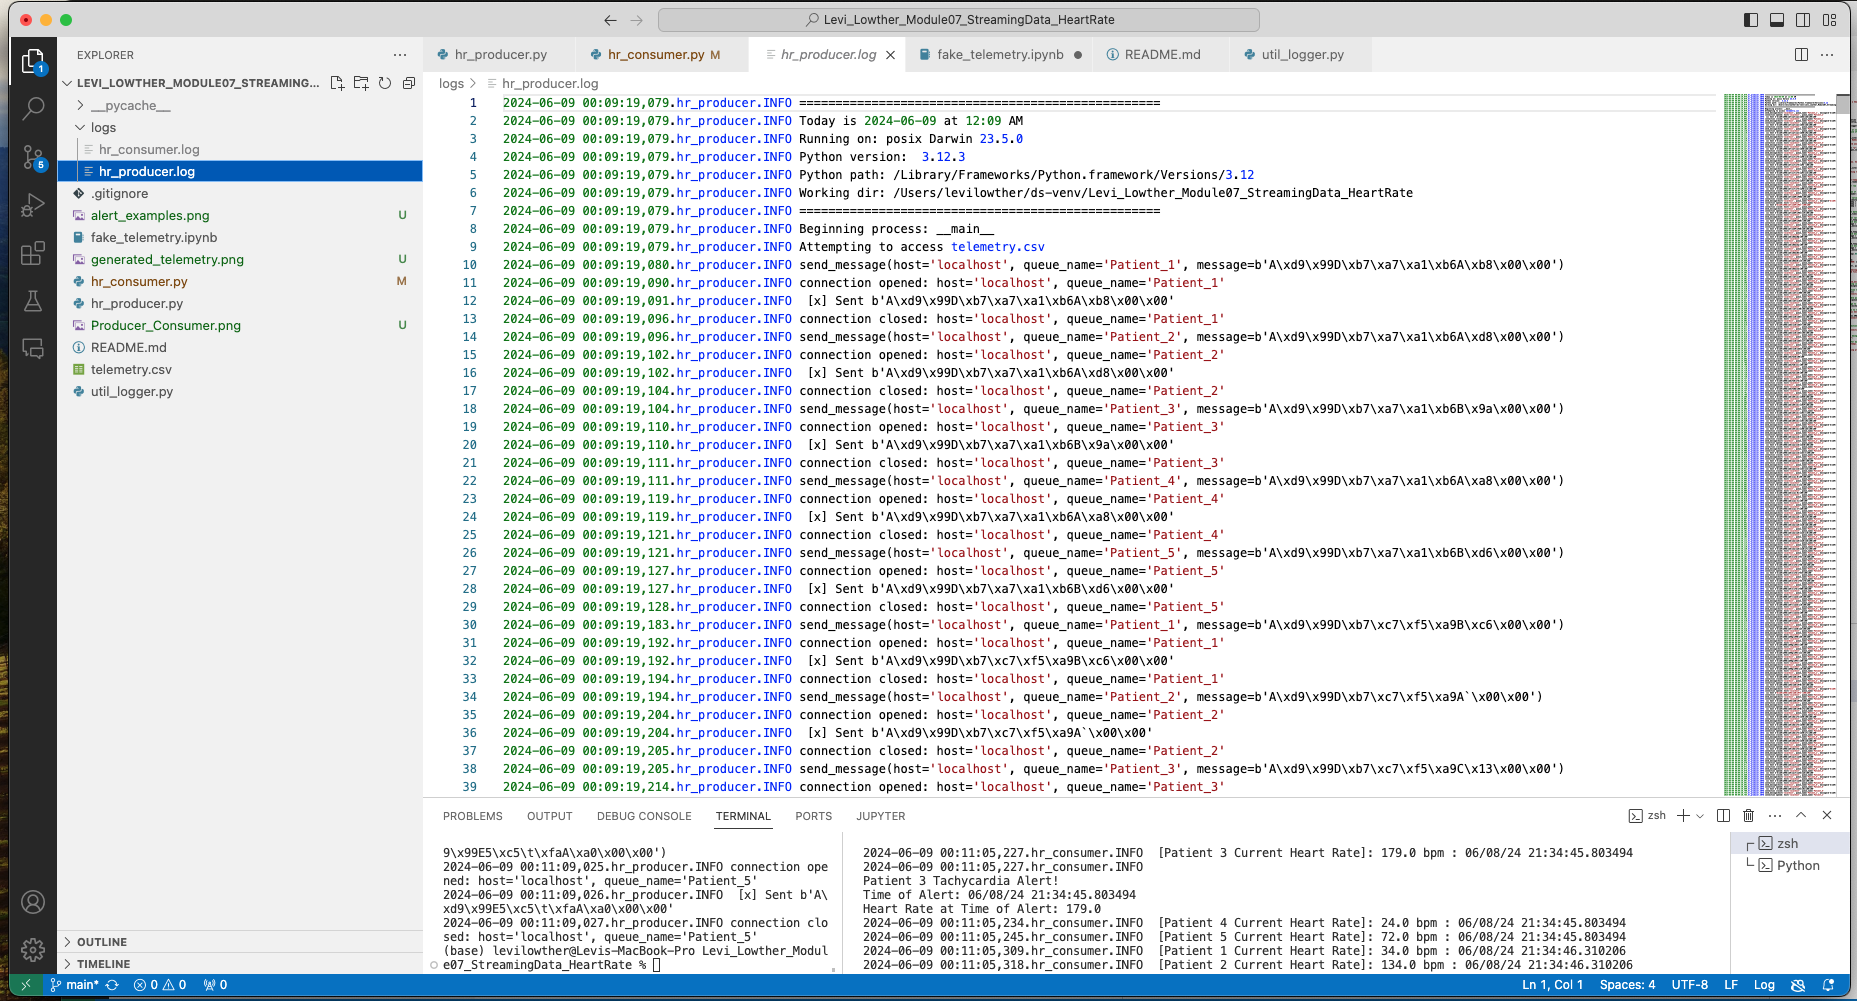 Levi_Lowther_Module07_StreamingData_HeartRate
EXPLORER
LEVI_LOWTHER_MODULE07_STREAMING...
__pycache__
logs
hr_consumer.log
hr_producer.log
.gitignore
alert_examples.png U
fake_telemetry.ipynb
generated_telemetry.png U
hr_consumer.py M
hr_producer.py
Producer_Consumer.png U
README.md
telemetry.csv
util_logger.py
OUTLINE
TIMELINE
1
5
hr_producer.py
hr_consumer.py M
hr_producer.log
fake_telemetry.ipynb
README.md
util_logger.py
logs > hr_producer.log
1 2024-06-09 00:09:19,079.hr_producer.INFO ==================================================
2 2024-06-09 00:09:19,079.hr_producer.INFO Today is 2024-06-09 at 12:09 AM
3 2024-06-09 00:09:19,079.hr_producer.INFO Running on: posix Darwin 23.5.0
4 2024-06-09 00:09:19,079.hr_producer.INFO Python version:  3.12.3
5 2024-06-09 00:09:19,079.hr_producer.INFO Python path: /Library/Frameworks/Python.framework/Versions/3.12
6 2024-06-09 00:09:19,079.hr_producer.INFO Working dir: /Users/levilowther/ds-venv/Levi_Lowther_Module07_StreamingData_HeartRate
7 2024-06-09 00:09:19,079.hr_producer.INFO ==================================================
8 2024-06-09 00:09:19,079.hr_producer.INFO Beginning process: __main__
9 2024-06-09 00:09:19,079.hr_producer.INFO Attempting to access telemetry.csv
10 2024-06-09 00:09:19,080.hr_producer.INFO send_message(host='localhost', queue_name='Patient_1', message=b'A\xd9\x99D\xb7\xa7\xa1\xb6A\xb8\x00\x00')
11 2024-06-09 00:09:19,090.hr_producer.INFO connection opened: host='localhost', queue_name='Patient_1'
12 2024-06-09 00:09:19,091.hr_producer.INFO  [x] Sent b'A\xd9\x99D\xb7\xa7\xa1\xb6A\xb8\x00\x00'
13 2024-06-09 00:09:19,096.hr_producer.INFO connection closed: host='localhost', queue_name='Patient_1'
14 2024-06-09 00:09:19,096.hr_producer.INFO send_message(host='localhost', queue_name='Patient_2', message=b'A\xd9\x99D\xb7\xa7\xa1\xb6A\xd8\x00\x00')
15 2024-06-09 00:09:19,102.hr_producer.INFO connection opened: host='localhost', queue_name='Patient_2'
16 2024-06-09 00:09:19,102.hr_producer.INFO  [x] Sent b'A\xd9\x99D\xb7\xa7\xa1\xb6A\xd8\x00\x00'
17 2024-06-09 00:09:19,104.hr_producer.INFO connection closed: host='localhost', queue_name='Patient_2'
18 2024-06-09 00:09:19,104.hr_producer.INFO send_message(host='localhost', queue_name='Patient_3', message=b'A\xd9\x99D\xb7\xa7\xa1\xb6B\x9a\x00\x00')
19 2024-06-09 00:09:19,110.hr_producer.INFO connection opened: host='localhost', queue_name='Patient_3'
20 2024-06-09 00:09:19,110.hr_producer.INFO  [x] Sent b'A\xd9\x99D\xb7\xa7\xa1\xb6B\x9a\x00\x00'
21 2024-06-09 00:09:19,111.hr_producer.INFO connection closed: host='localhost', queue_name='Patient_3'
22 2024-06-09 00:09:19,111.hr_producer.INFO send_message(host='localhost', queue_name='Patient_4', message=b'A\xd9\x99D\xb7\xa7\xa1\xb6A\xa8\x00\x00')
23 2024-06-09 00:09:19,119.hr_producer.INFO connection opened: host='localhost', queue_name='Patient_4'
24 2024-06-09 00:09:19,119.hr_producer.INFO  [x] Sent b'A\xd9\x99D\xb7\xa7\xa1\xb6A\xa8\x00\x00'
25 2024-06-09 00:09:19,121.hr_producer.INFO connection closed: host='localhost', queue_name='Patient_4'
26 2024-06-09 00:09:19,121.hr_producer.INFO send_message(host='localhost', queue_name='Patient_5', message=b'A\xd9\x99D\xb7\xa7\xa1\xb6B\xd6\x00\x00')
27 2024-06-09 00:09:19,127.hr_producer.INFO connection opened: host='localhost', queue_name='Patient_5'
28 2024-06-09 00:09:19,127.hr_producer.INFO  [x] Sent b'A\xd9\x99D\xb7\xa7\xa1\xb6B\xd6\x00\x00'
29 2024-06-09 00:09:19,128.hr_producer.INFO connection closed: host='localhost', queue_name='Patient_5'
30 2024-06-09 00:09:19,183.hr_producer.INFO send_message(host='localhost', queue_name='Patient_1', message=b'A\xd9\x99D\xb7\xc7\xf5\xa9B\xc6\x00\x00')
31 2024-06-09 00:09:19,192.hr_producer.INFO connection opened: host='localhost', queue_name='Patient_1'
32 2024-06-09 00:09:19,192.hr_producer.INFO  [x] Sent b'A\xd9\x99D\xb7\xc7\xf5\xa9B\xc6\x00\x00'
33 2024-06-09 00:09:19,194.hr_producer.INFO connection closed: host='localhost', queue_name='Patient_1'
34 2024-06-09 00:09:19,194.hr_producer.INFO send_message(host='localhost', queue_name='Patient_2', message=b'A\xd9\x99D\xb7\xc7\xf5\xa9A`\x00\x00')
35 2024-06-09 00:09:19,204.hr_producer.INFO connection opened: host='localhost', queue_name='Patient_2'
36 2024-06-09 00:09:19,204.hr_producer.INFO  [x] Sent b'A\xd9\x99D\xb7\xc7\xf5\xa9A`\x00\x00'
37 2024-06-09 00:09:19,205.hr_producer.INFO connection closed: host='localhost', queue_name='Patient_2'
38 2024-06-09 00:09:19,205.hr_producer.INFO send_message(host='localhost', queue_name='Patient_3', message=b'A\xd9\x99D\xb7\xc7\xf5\xa9C\x13\x00\x00')
39 2024-06-09 00:09:19,214.hr_producer.INFO connection opened: host='localhost', queue_name='Patient_3'
PROBLEMS OUTPUT DEBUG CONSOLE TERMINAL PORTS JUPYTER
zsh
9\x99E5\xc5\t\xfaA\xa0\x00\x00')
2024-06-09 00:11:09,025.hr_producer.INFO connection ope
ned: host='localhost', queue_name='Patient_5'
2024-06-09 00:11:09,026.hr_producer.INFO  [x] Sent b'A\
xd9\x99E5\xc5\t\xfaA\xa0\x00\x00'
2024-06-09 00:11:09,027.hr_producer.INFO connection clo
sed: host='localhost', queue_name='Patient_5'
(base) levilowther@Levis-MacBook-Pro Levi_Lowther_Modul
e07_StreamingData_HeartRate %
2024-06-09 00:11:05,227.hr_consumer.INFO  [Patient 3 Current Heart Rate]: 179.0 bpm : 06/08/24 21:34:45.803494
2024-06-09 00:11:05,227.hr_consumer.INFO
Patient 3 Tachycardia Alert!
Time of Alert: 06/08/24 21:34:45.803494
Heart Rate at Time of Alert: 179.0
2024-06-09 00:11:05,234.hr_consumer.INFO  [Patient 4 Current Heart Rate]: 24.0 bpm : 06/08/24 21:34:45.803494
2024-06-09 00:11:05,245.hr_consumer.INFO  [Patient 5 Current Heart Rate]: 72.0 bpm : 06/08/24 21:34:45.803494
2024-06-09 00:11:05,309.hr_consumer.INFO  [Patient 1 Current Heart Rate]: 34.0 bpm : 06/08/24 21:34:46.310206
2024-06-09 00:11:05,318.hr_consumer.INFO  [Patient 2 Current Heart Rate]: 134.0 bpm : 06/08/24 21:34:46.310206
zsh
Python
main* 0 0 0
Ln 1, Col 1 Spaces: 4 UTF-8 LF Log